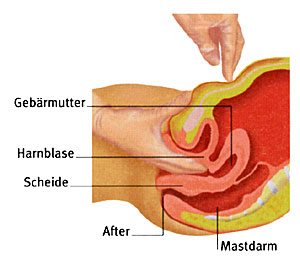 Gebärmutter
Harnblase
Scheide
After
Mastdarm